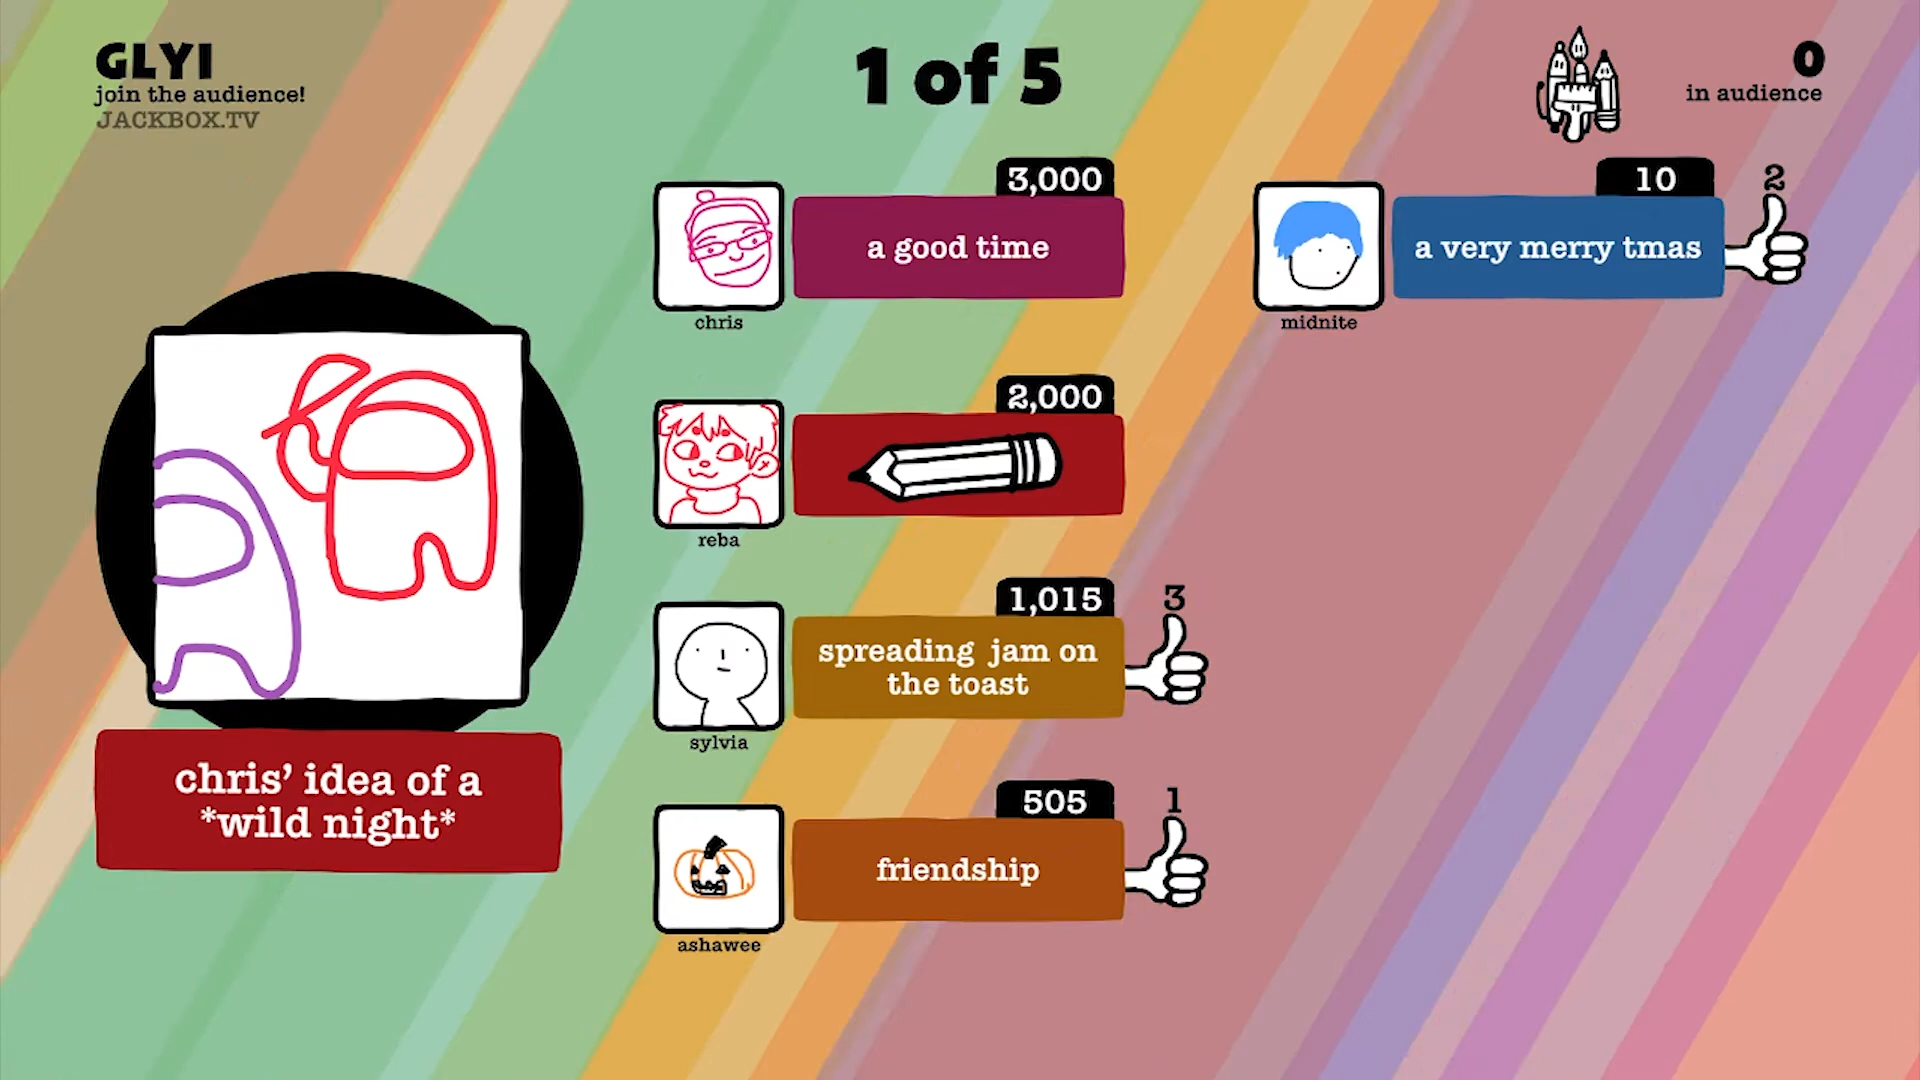 GLYI
join the audience!
JACKBOX.TV
1 of 5
0
in audience
3,000
a good time
chris
10
2
a very merry tmas
midnite
2,000
reba
1,015
3
spreading jam on
the toast
sylvia
505
1
friendship
ashawee
chris’ idea of a
*wild night*